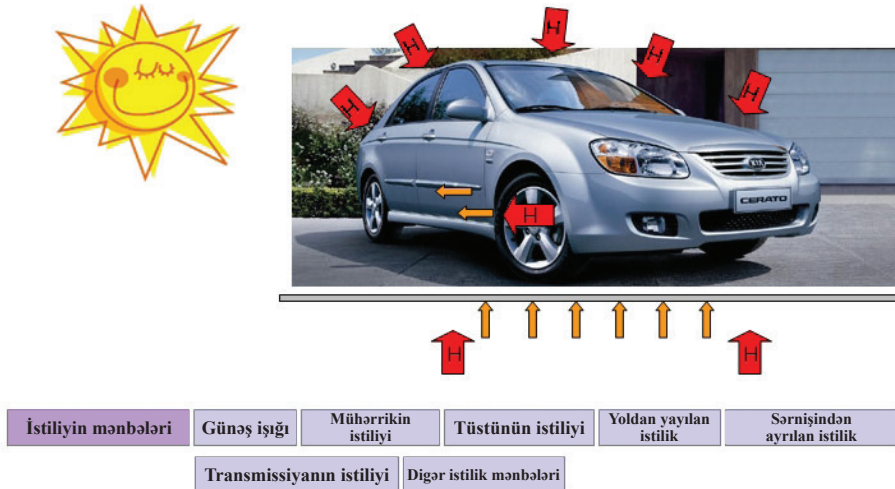 H
H
H
H
H
KIA
CERATO
H
H
H
İstiliyin mənbələri
Günəş işığı
Mühərrikin
istiliyi
Tüstünün istiliyi
Yoldan yayılan
istilik
Sərnişindən
ayrılan istilik
Transmissiyanın istiliyi
Digər istilik mənbələri